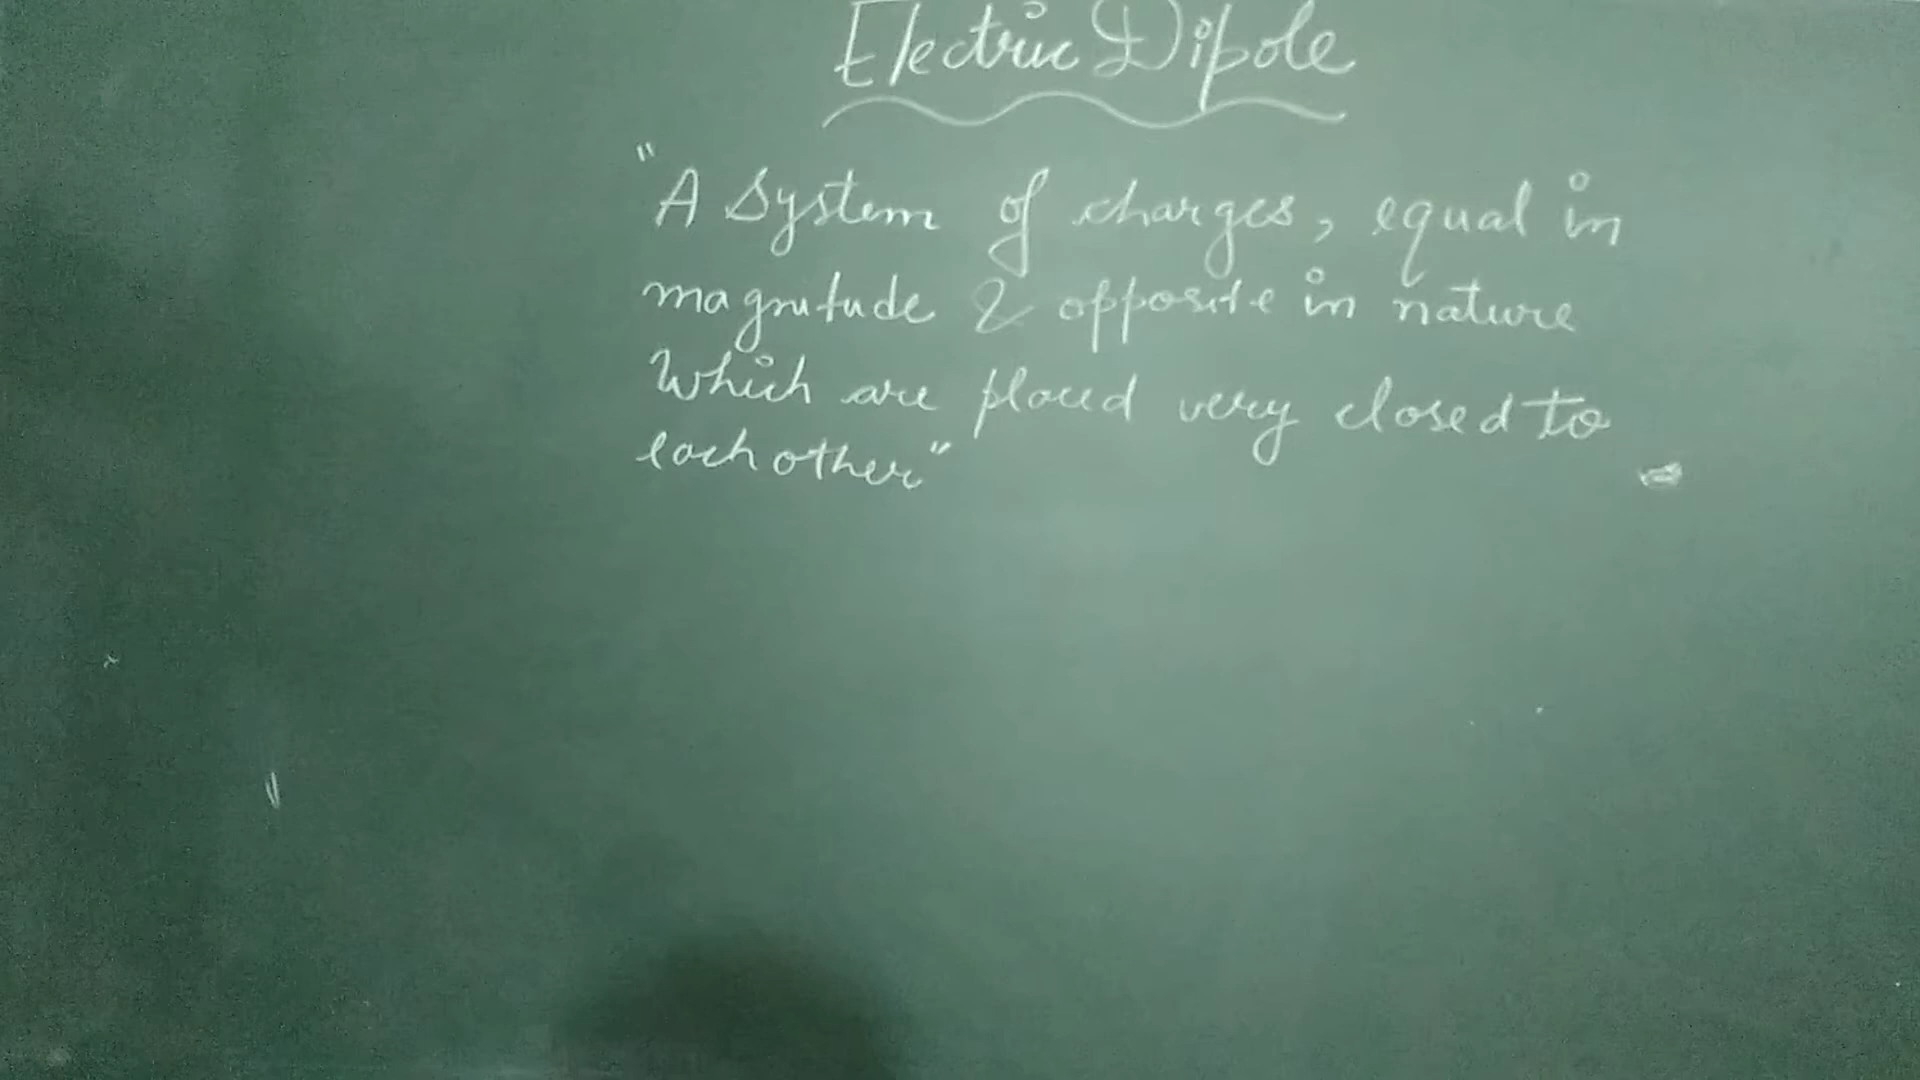 Electric Dipole
"A system of charges, equal in
magnitude & opposite in nature
Which are placed very closed to
each other"